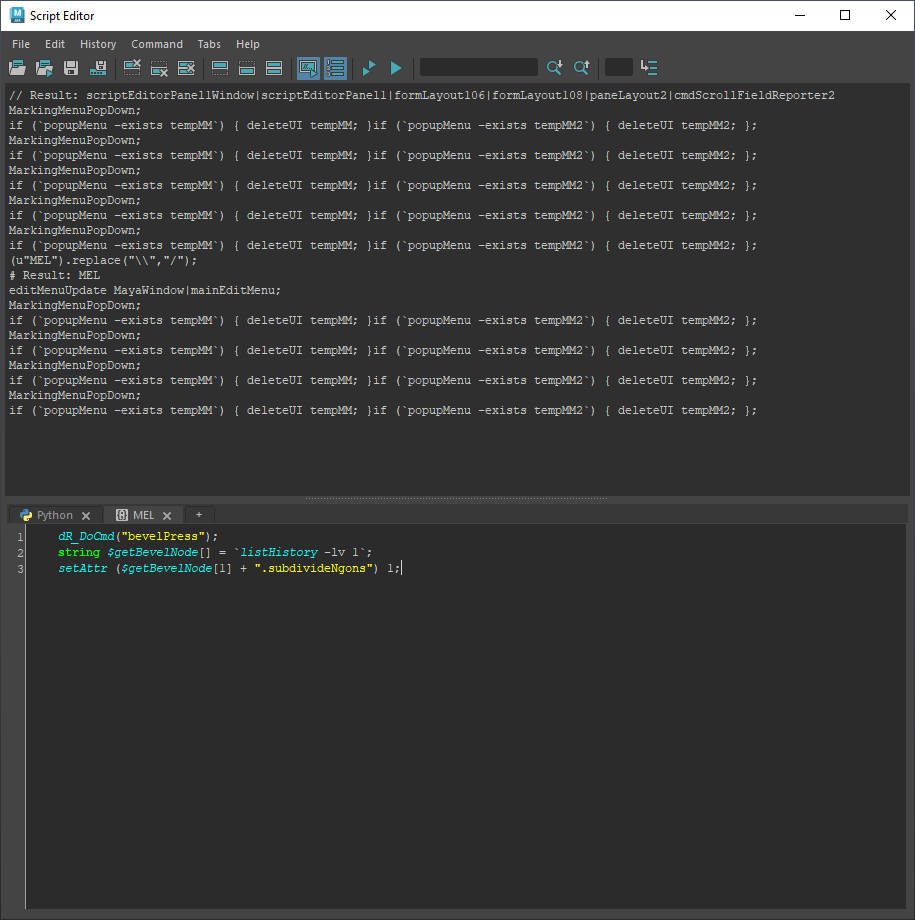 Script Editor
File Edit History Command Tabs Help
// Result: scriptEditorPanel1Window|scriptEditorPanel1|formLayout106|formLayout108|paneLayout2|cmdScrollFieldReporter2
MarkingMenuPopDown;
if (`popupMenu -exists tempMM`) { deleteUI tempMM; }if (`popupMenu -exists tempMM2`) { deleteUI tempMM2; };
MarkingMenuPopDown;
if (`popupMenu -exists tempMM`) { deleteUI tempMM; }if (`popupMenu -exists tempMM2`) { deleteUI tempMM2; };
MarkingMenuPopDown;
if (`popupMenu -exists tempMM`) { deleteUI tempMM; }if (`popupMenu -exists tempMM2`) { deleteUI tempMM2; };
MarkingMenuPopDown;
if (`popupMenu -exists tempMM`) { deleteUI tempMM; }if (`popupMenu -exists tempMM2`) { deleteUI tempMM2; };
MarkingMenuPopDown;
if (`popupMenu -exists tempMM`) { deleteUI tempMM; }if (`popupMenu -exists tempMM2`) { deleteUI tempMM2; };
(u"MEL").replace("\\","/");
# Result: MEL
editMenuUpdate MayaWindow|mainEditMenu;
MarkingMenuPopDown;
if (`popupMenu -exists tempMM`) { deleteUI tempMM; }if (`popupMenu -exists tempMM2`) { deleteUI tempMM2; };
MarkingMenuPopDown;
if (`popupMenu -exists tempMM`) { deleteUI tempMM; }if (`popupMenu -exists tempMM2`) { deleteUI tempMM2; };
MarkingMenuPopDown;
if (`popupMenu -exists tempMM`) { deleteUI tempMM; }if (`popupMenu -exists tempMM2`) { deleteUI tempMM2; };
MarkingMenuPopDown;
if (`popupMenu -exists tempMM`) { deleteUI tempMM; }if (`popupMenu -exists tempMM2`) { deleteUI tempMM2; };
Python MEL +
1 dR_DoCmd("bevelPress");
2 string $getBevelNode[] = `listHistory -lv 1`;
3 setAttr ($getBevelNode[1] + ".subdivideNgons") 1;